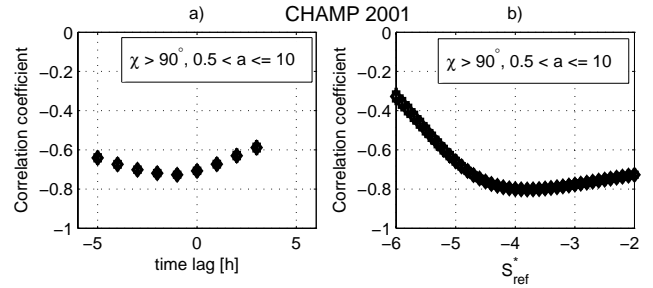 CHAMP 2001
a)
χ > 90°, 0.5 < a <= 10
Correlation coefficient
0
−0.2
−0.4
−0.6
−0.8
−1
−5 0 5
time lag [h]
b)
χ > 90°, 0.5 < a <= 10
Correlation coefficient
0
−0.2
−0.4
−0.6
−0.8
−1
−6 −5 −4 −3 −2
S*ref